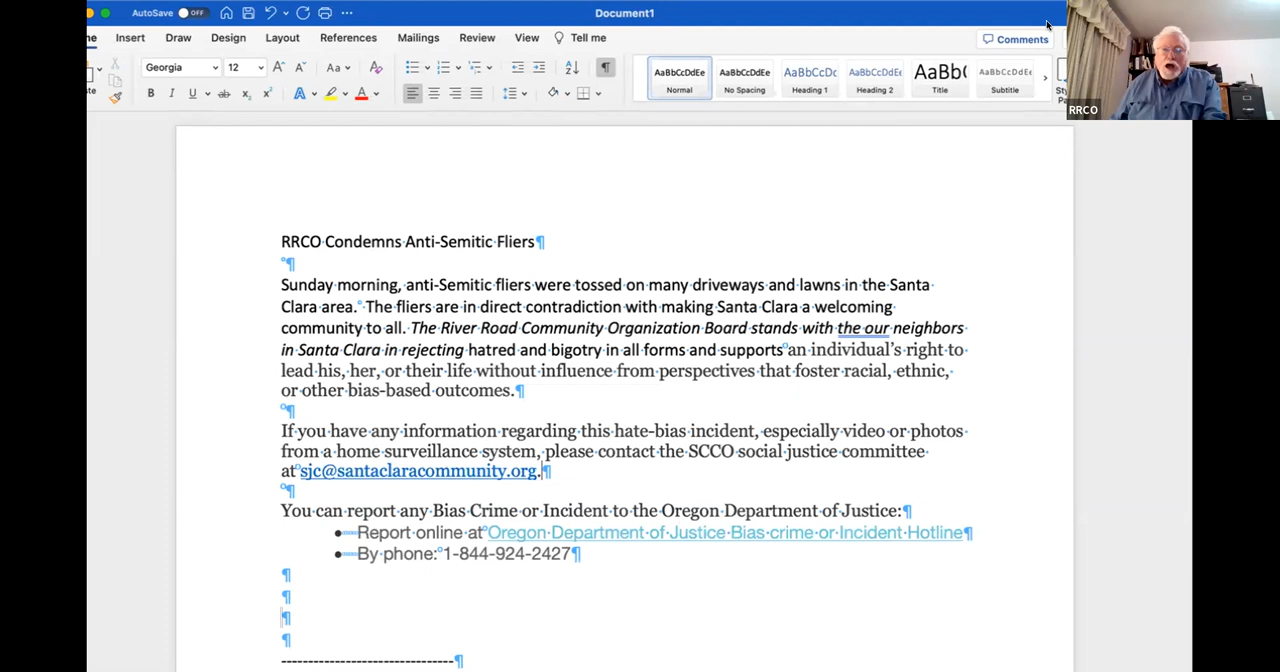 AutoSave OFF
Document1
ne Insert Draw Design Layout References Mailings Review View Tell me
Comments
Georgia 12 Aa
B I U ab x² x₂ A A
AaBbCcDdEe AaBbCcDdEe AaBbCcDc AaBbCcDdEe AaBb( AaBbCcDdEe
Normal No Spacing Heading 1 Heading 2 Title Subtitle
RRCO
RRCO Condemns Anti-Semitic Fliers
Sunday morning, anti-Semitic fliers were tossed on many driveways and lawns in the Santa
Clara area. The fliers are in direct contradiction with making Santa Clara a welcoming
community to all. The River Road Community Organization Board stands with the our neighbors
in Santa Clara in rejecting hatred and bigotry in all forms and supports an individual’s right to
lead his, her, or their life without influence from perspectives that foster racial, ethnic,
or other bias-based outcomes.
If you have any information regarding this hate-bias incident, especially video or photos
from a home surveillance system, please contact the SCCO social justice committee
at sjc@santaclaracommunity.org.
You can report any Bias Crime or Incident to the Oregon Department of Justice:
Report online at Oregon Department of Justice Bias crime or Incident Hotline
By phone: 1-844-924-2427
--------------------------------